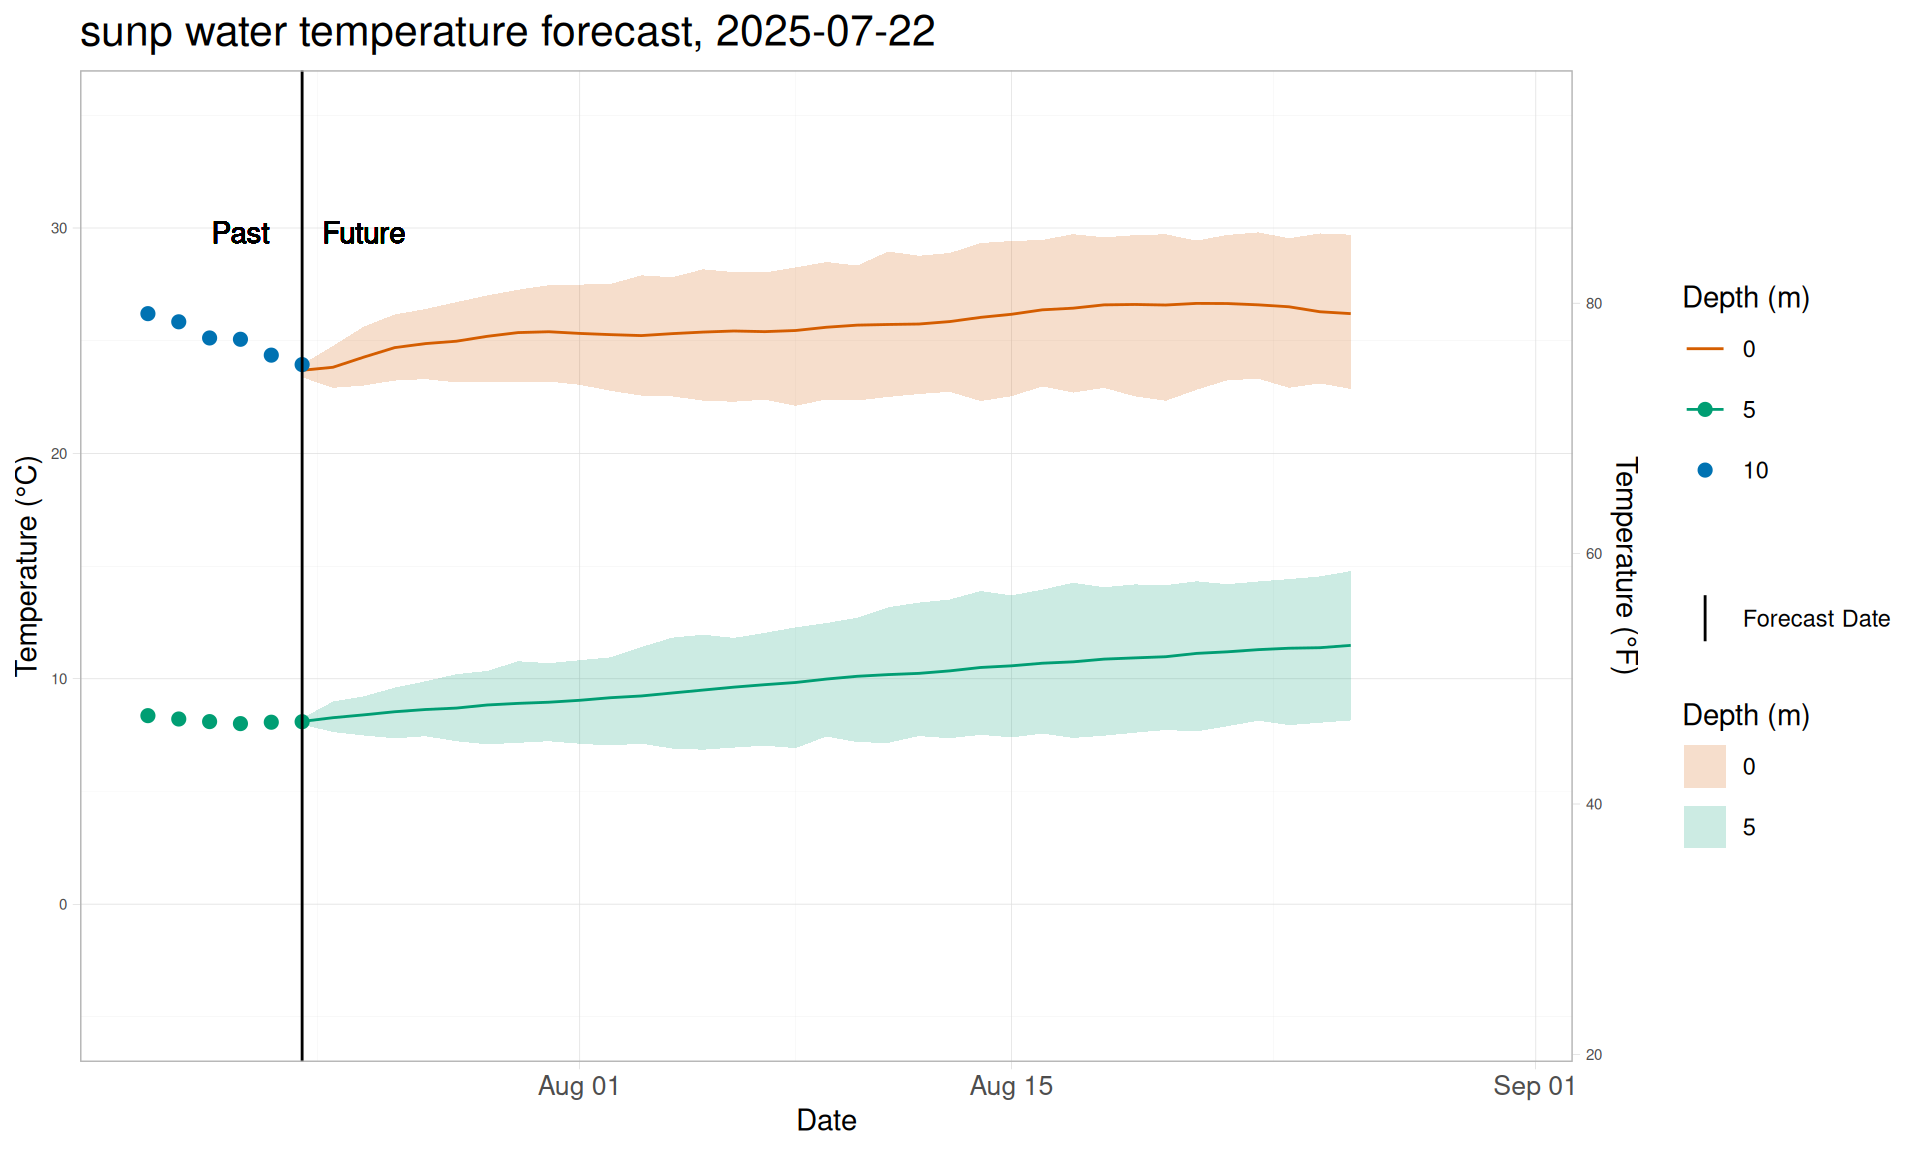 sunp water temperature forecast, 2025-07-22
Past
Future
30
20
10
0
Temperature (°C)
80
60
40
20
Temperature (°F)
Aug 01
Aug 15
Sep 01
Date
Depth (m)
0
5
10
Forecast Date
Depth (m)
0
5